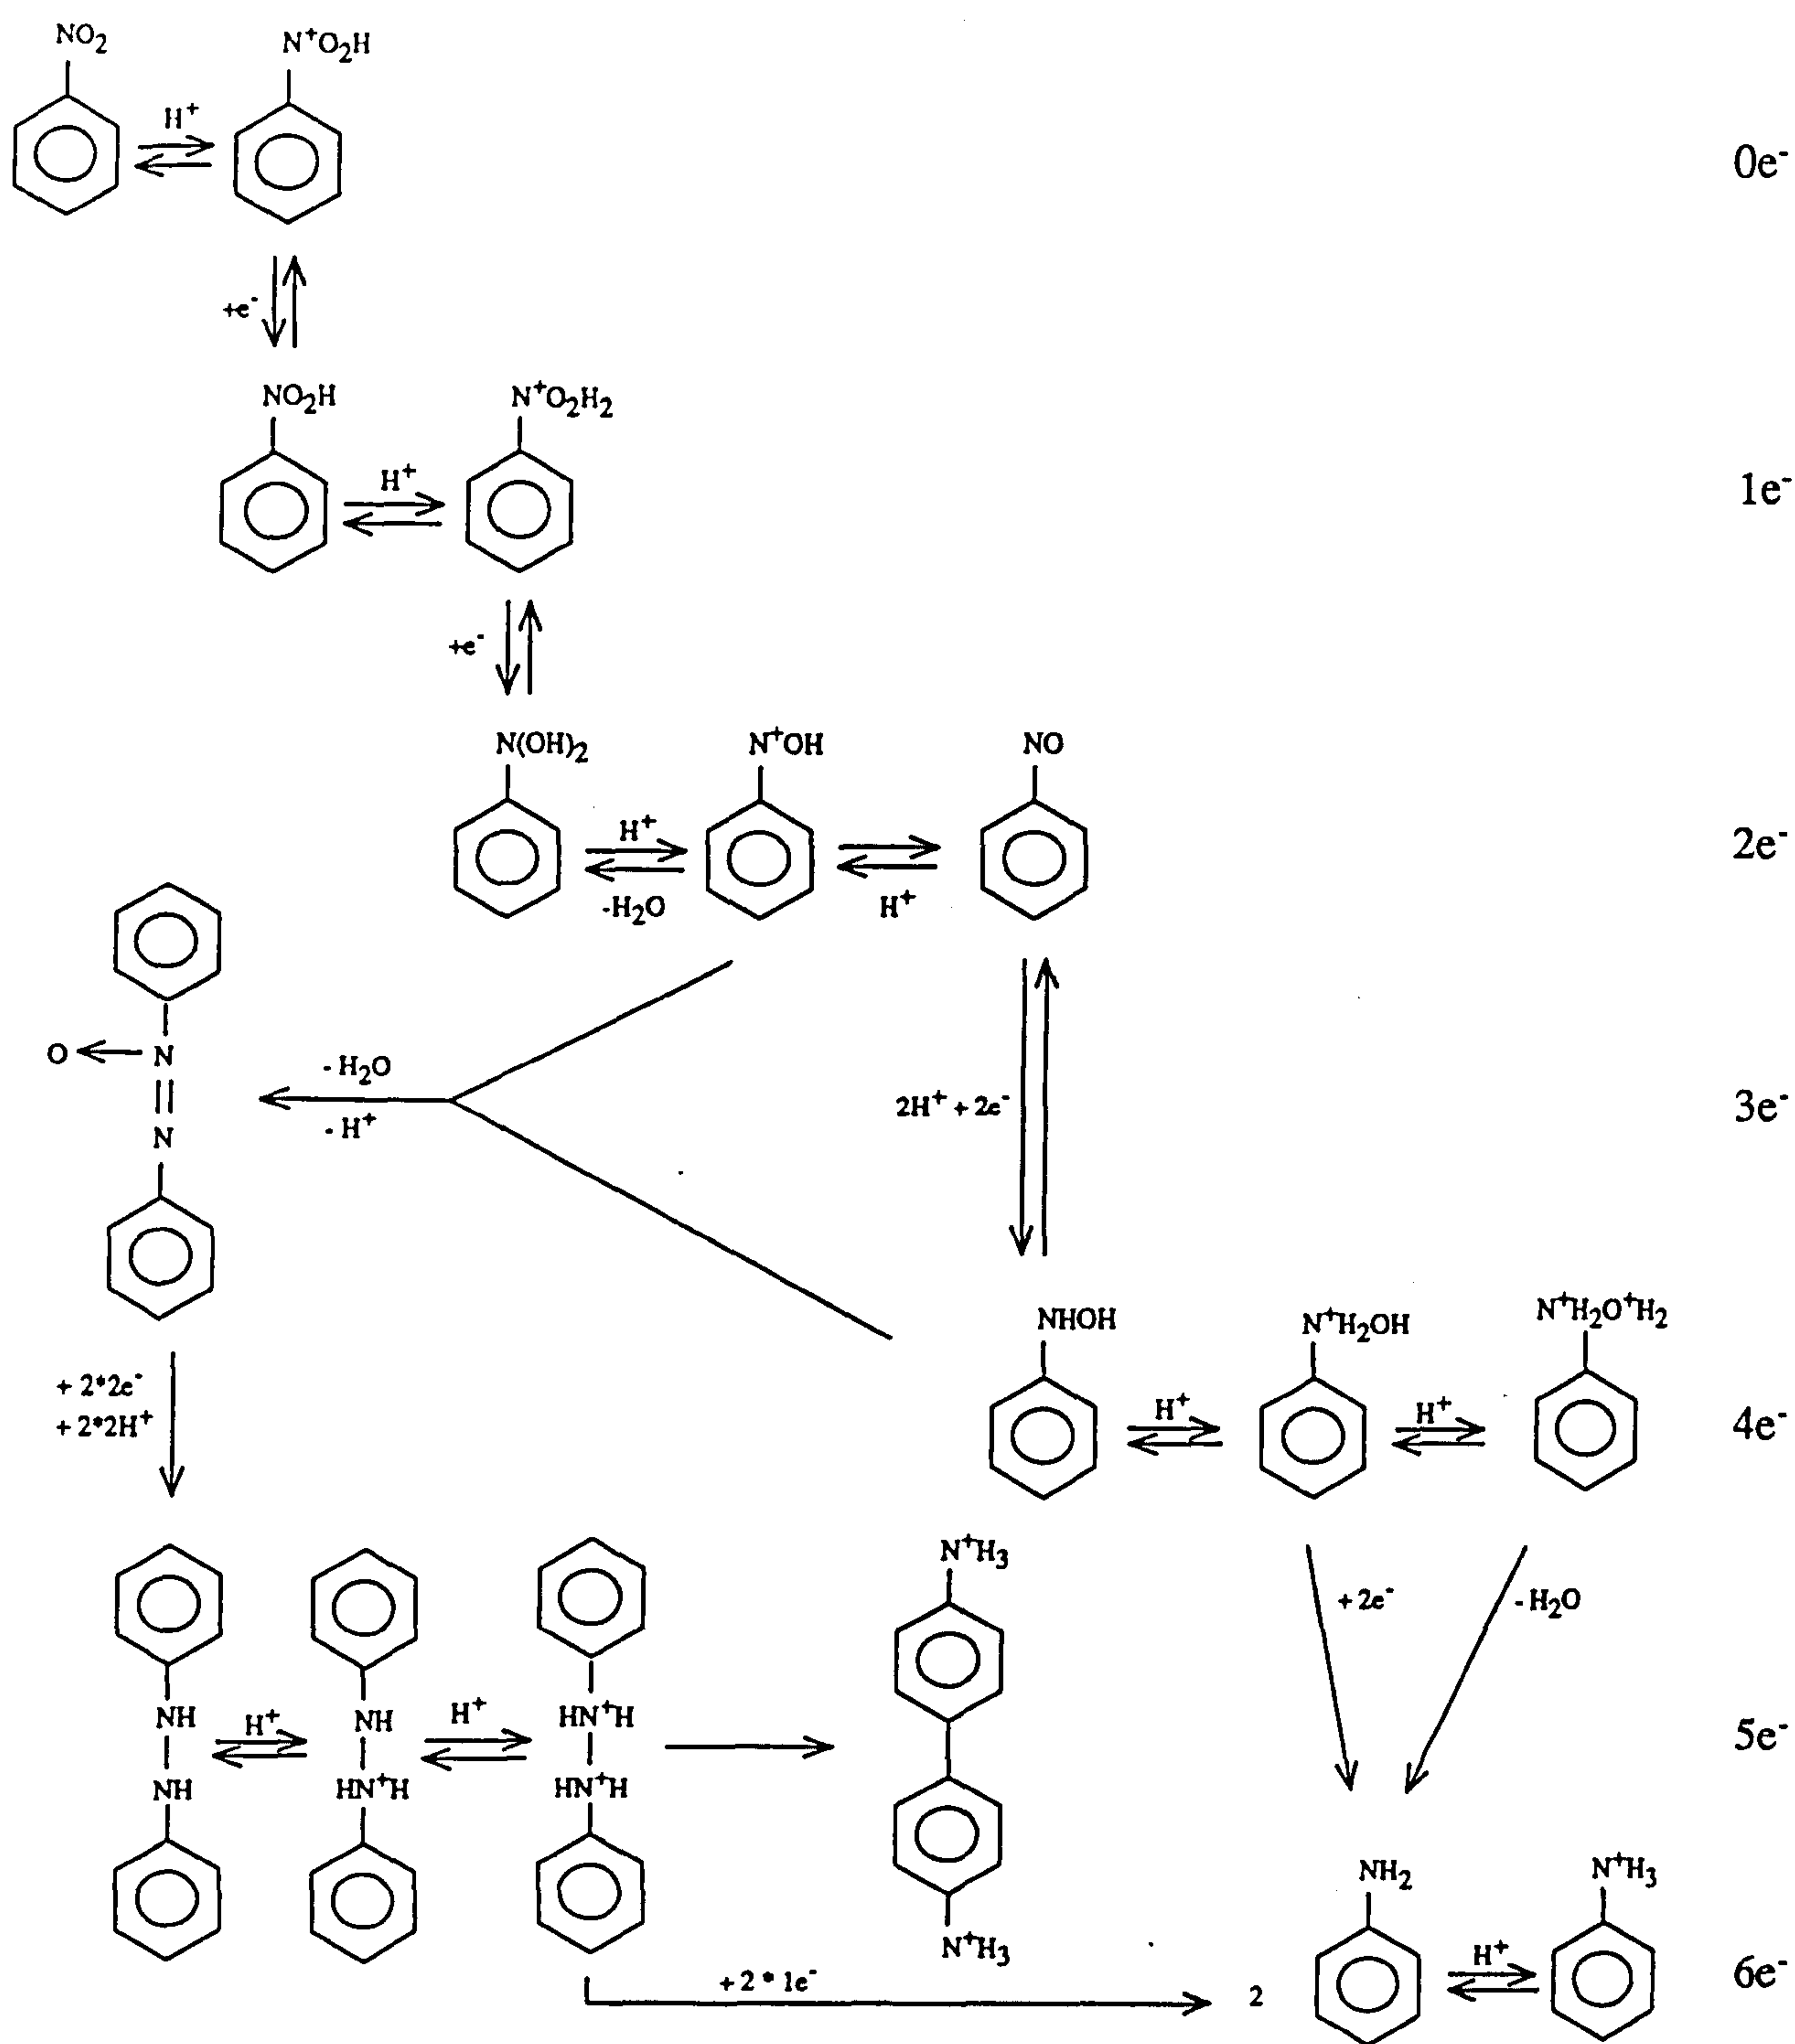 NO₂
N⁺O₂H
H⁺
0e⁻
+e⁻
NO₂H
N⁺O₂H₂
H⁺
1e⁻
+e⁻
N(OH)₂
N⁺OH
NO
H⁺
-H₂O
H⁺
2e⁻
O
N
N
- H₂O
- H⁺
2H⁺ + 2e⁻
3e⁻
NHOH
N⁺H₂OH
N⁺H₂O⁺H₂
+ 2*2e⁻
+ 2*2H⁺
H⁺
H⁺
4e⁻
N⁺H₃
+ 2e⁻
- H₂O
NH
H⁺
NH
H⁺
HN⁺H
5e⁻
NH
HN⁺H
HN⁺H
NH₂
N⁺H₃
N⁺H₃
H⁺
+ 2 * 1e⁻
2
6e⁻